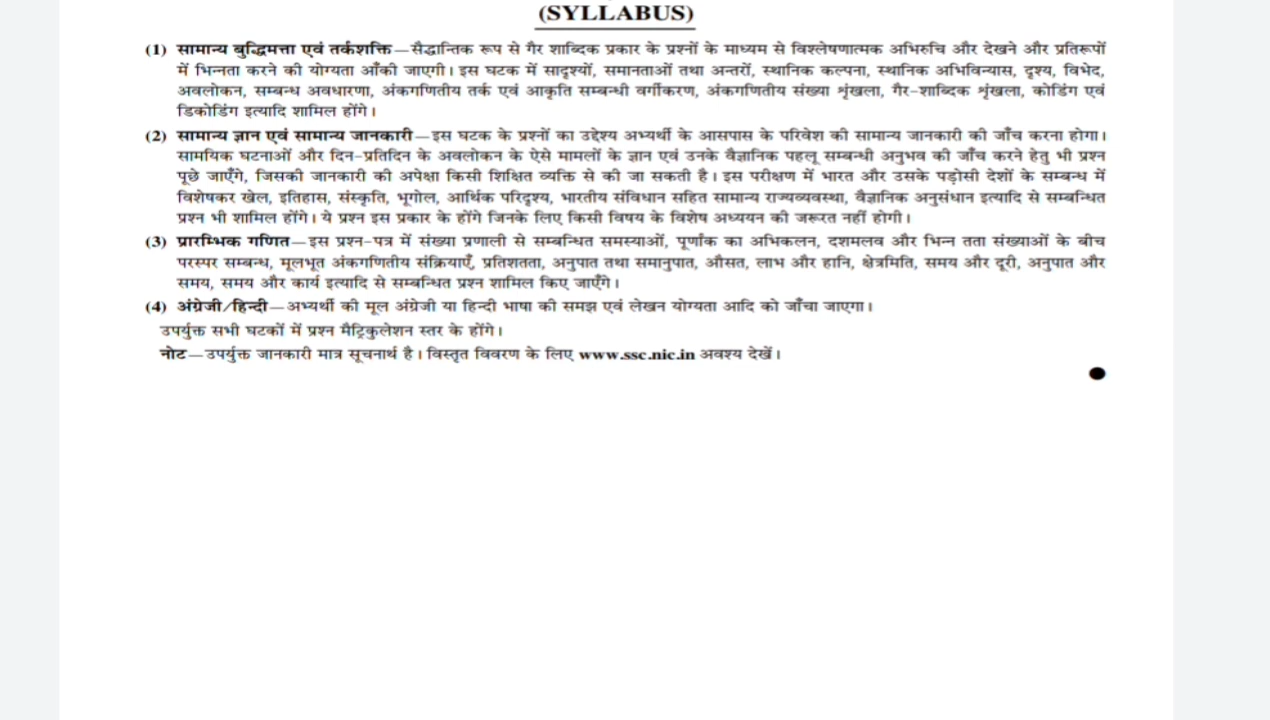 (SYLLABUS)
(1) सामान्य बुद्धिमत्ता एवं तर्कशक्ति—सैद्धान्तिक रूप से गैर शाब्दिक प्रकार के प्रश्नों के माध्यम से विश्लेषणात्मक अभिरुचि और देखने और प्रतिरूपों
में भिन्नता करने की योग्यता आँकी जाएगी। इस घटक में सादृश्यों, समानताओं तथा अन्तरों, स्थानिक कल्पना, स्थानिक अभिविन्यास, दृश्य, विभेद,
अवलोकन, सम्बन्ध अवधारणा, अंकगणितीय तर्क एवं आकृति सम्बन्धी वर्गीकरण, अंकगणितीय संख्या शृंखला, गैर-शाब्दिक शृंखला, कोडिंग एवं
डिकोडिंग इत्यादि शामिल होंगे।
(2) सामान्य ज्ञान एवं सामान्य जानकारी—इस घटक के प्रश्नों का उद्देश्य अभ्यर्थी के आसपास के परिवेश की सामान्य जानकारी की जाँच करना होगा।
सामयिक घटनाओं और दिन-प्रतिदिन के अवलोकन के ऐसे मामलों के ज्ञान एवं उनके वैज्ञानिक पहलू सम्बन्धी अनुभव की जाँच करने हेतु भी प्रश्न
पूछे जाएँगे, जिसकी जानकारी की अपेक्षा किसी शिक्षित व्यक्ति से की जा सकती है। इस परीक्षण में भारत और उसके पड़ोसी देशों के सम्बन्ध में
विशेषकर खेल, इतिहास, संस्कृति, भूगोल, आर्थिक परिदृश्य, भारतीय संविधान सहित सामान्य राज्यव्यवस्था, वैज्ञानिक अनुसंधान इत्यादि से सम्बन्धित
प्रश्न भी शामिल होंगे। ये प्रश्न इस प्रकार के होंगे जिनके लिए किसी विषय के विशेष अध्ययन की जरूरत नहीं होगी।
(3) प्रारम्भिक गणित—इस प्रश्न-पत्र में संख्या प्रणाली से सम्बन्धित समस्याओं, पूर्णांक का अभिकलन, दशमलव और भिन्न तता संख्याओं के बीच
परस्पर सम्बन्ध, मूलभूत अंकगणितीय संक्रियाएँ, प्रतिशतता, अनुपात तथा समानुपात, औसत, लाभ और हानि, क्षेत्रमिति, समय और दूरी, अनुपात और
समय, समय और कार्य इत्यादि से सम्बन्धित प्रश्न शामिल किए जाएँगे।
(4) अंग्रेजी/हिन्दी—अभ्यर्थी की मूल अंग्रेजी या हिन्दी भाषा की समझ एवं लेखन योग्यता आदि को जाँचा जाएगा।
उपर्युक्त सभी घटकों में प्रश्न मैट्रिकुलेशन स्तर के होंगे।
नोट—उपर्युक्त जानकारी मात्र सूचनार्थ है। विस्तृत विवरण के लिए www.ssc.nic.in अवश्य देखें।